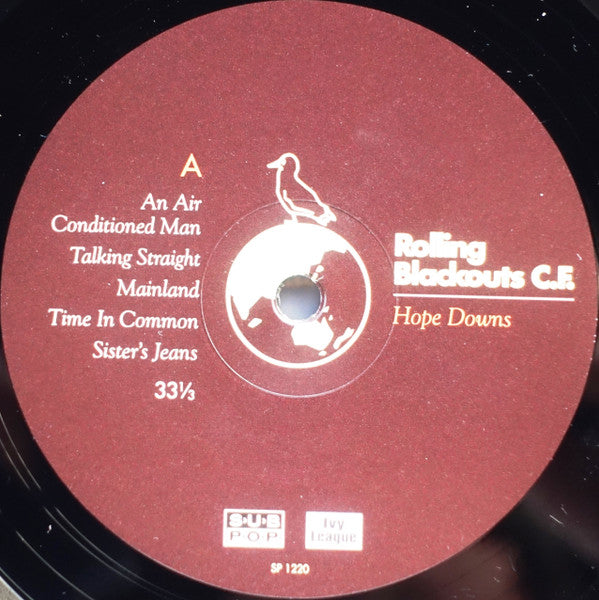 A
An Air
Conditioned Man
Talking Straight
Mainland
Time In Common
Sister's Jeans
33⅓
Rolling
Blackouts C.F.
Hope Downs
SUB
POP
Ivy
League
SP 1220